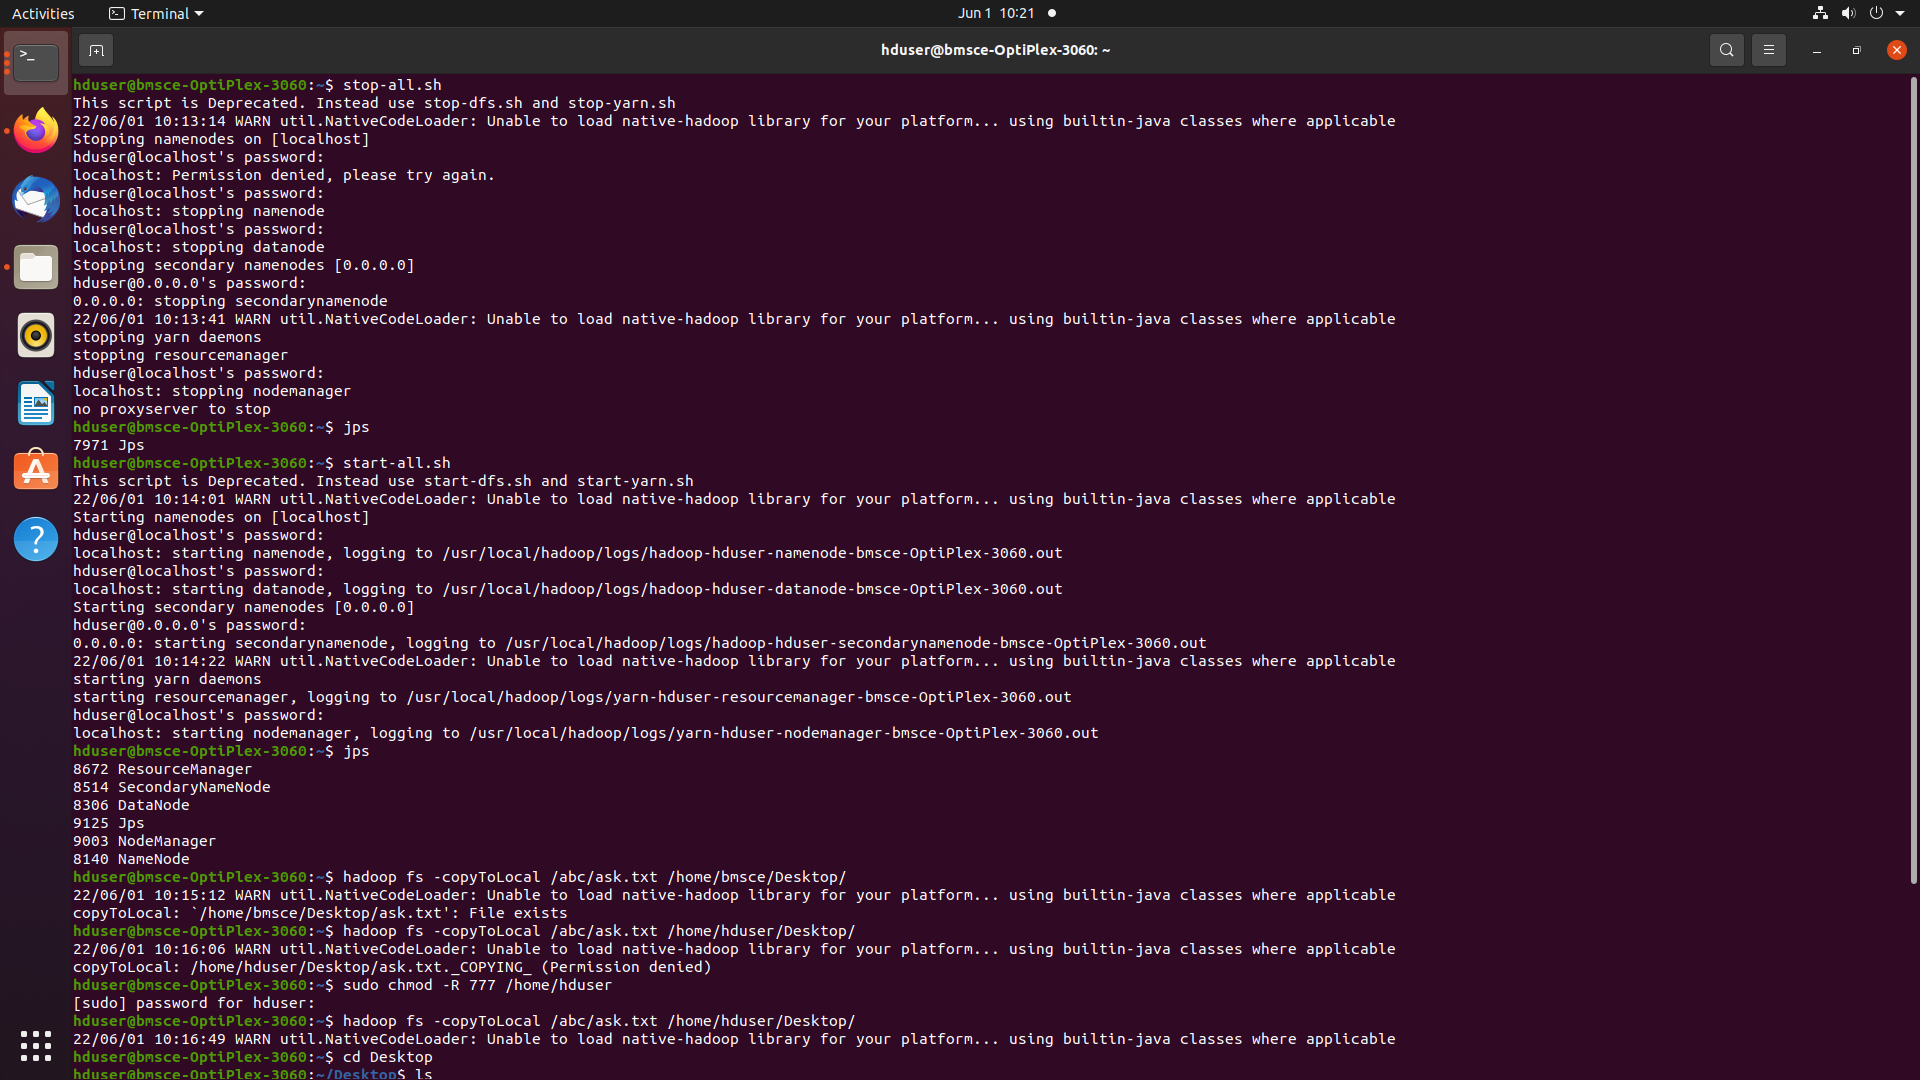 Activities
Terminal
Jun 1 10:21
hduser@bmsce-OptiPlex-3060: ~
hduser@bmsce-OptiPlex-3060:~$ stop-all.sh
This script is Deprecated. Instead use stop-dfs.sh and stop-yarn.sh
22/06/01 10:13:14 WARN util.NativeCodeLoader: Unable to load native-hadoop library for your platform... using builtin-java classes where applicable
Stopping namenodes on [localhost]
hduser@localhost's password:
localhost: Permission denied, please try again.
hduser@localhost's password:
localhost: stopping namenode
hduser@localhost's password:
localhost: stopping datanode
Stopping secondary namenodes [0.0.0.0]
hduser@0.0.0.0's password:
0.0.0.0: stopping secondarynamenode
22/06/01 10:13:41 WARN util.NativeCodeLoader: Unable to load native-hadoop library for your platform... using builtin-java classes where applicable
stopping yarn daemons
stopping resourcemanager
hduser@localhost's password:
localhost: stopping nodemanager
no proxyserver to stop
hduser@bmsce-OptiPlex-3060:~$ jps
7971 Jps
hduser@bmsce-OptiPlex-3060:~$ start-all.sh
This script is Deprecated. Instead use start-dfs.sh and start-yarn.sh
22/06/01 10:14:01 WARN util.NativeCodeLoader: Unable to load native-hadoop library for your platform... using builtin-java classes where applicable
Starting namenodes on [localhost]
hduser@localhost's password:
localhost: starting namenode, logging to /usr/local/hadoop/logs/hadoop-hduser-namenode-bmsce-OptiPlex-3060.out
hduser@localhost's password:
localhost: starting datanode, logging to /usr/local/hadoop/logs/hadoop-hduser-datanode-bmsce-OptiPlex-3060.out
Starting secondary namenodes [0.0.0.0]
hduser@0.0.0.0's password:
0.0.0.0: starting secondarynamenode, logging to /usr/local/hadoop/logs/hadoop-hduser-secondarynamenode-bmsce-OptiPlex-3060.out
22/06/01 10:14:22 WARN util.NativeCodeLoader: Unable to load native-hadoop library for your platform... using builtin-java classes where applicable
starting yarn daemons
starting resourcemanager, logging to /usr/local/hadoop/logs/yarn-hduser-resourcemanager-bmsce-OptiPlex-3060.out
hduser@localhost's password:
localhost: starting nodemanager, logging to /usr/local/hadoop/logs/yarn-hduser-nodemanager-bmsce-OptiPlex-3060.out
hduser@bmsce-OptiPlex-3060:~$ jps
8672 ResourceManager
8514 SecondaryNameNode
8306 DataNode
9125 Jps
9003 NodeManager
8140 NameNode
hduser@bmsce-OptiPlex-3060:~$ hadoop fs -copyToLocal /abc/ask.txt /home/bmsce/Desktop/
22/06/01 10:15:12 WARN util.NativeCodeLoader: Unable to load native-hadoop library for your platform... using builtin-java classes where applicable
copyToLocal: `/home/bmsce/Desktop/ask.txt': File exists
hduser@bmsce-OptiPlex-3060:~$ hadoop fs -copyToLocal /abc/ask.txt /home/hduser/Desktop/
22/06/01 10:16:06 WARN util.NativeCodeLoader: Unable to load native-hadoop library for your platform... using builtin-java classes where applicable
copyToLocal: /home/hduser/Desktop/ask.txt._COPYING_ (Permission denied)
hduser@bmsce-OptiPlex-3060:~$ sudo chmod -R 777 /home/hduser
[sudo] password for hduser:
hduser@bmsce-OptiPlex-3060:~$ hadoop fs -copyToLocal /abc/ask.txt /home/hduser/Desktop/
22/06/01 10:16:49 WARN util.NativeCodeLoader: Unable to load native-hadoop library for your platform... using builtin-java classes where applicable
hduser@bmsce-OptiPlex-3060:~$ cd Desktop
hduser@bmsce-OptiPlex-3060:~/Desktop$ ls